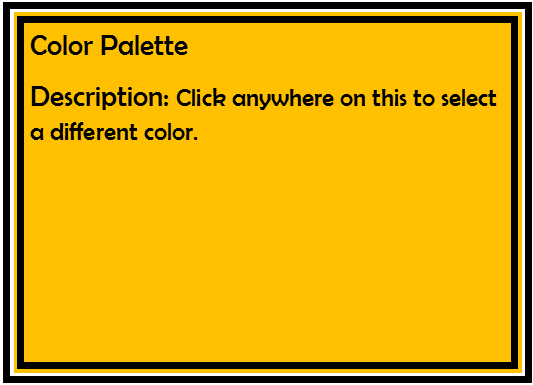 Color Palette
Description: Click anywhere on this to select
a different color.